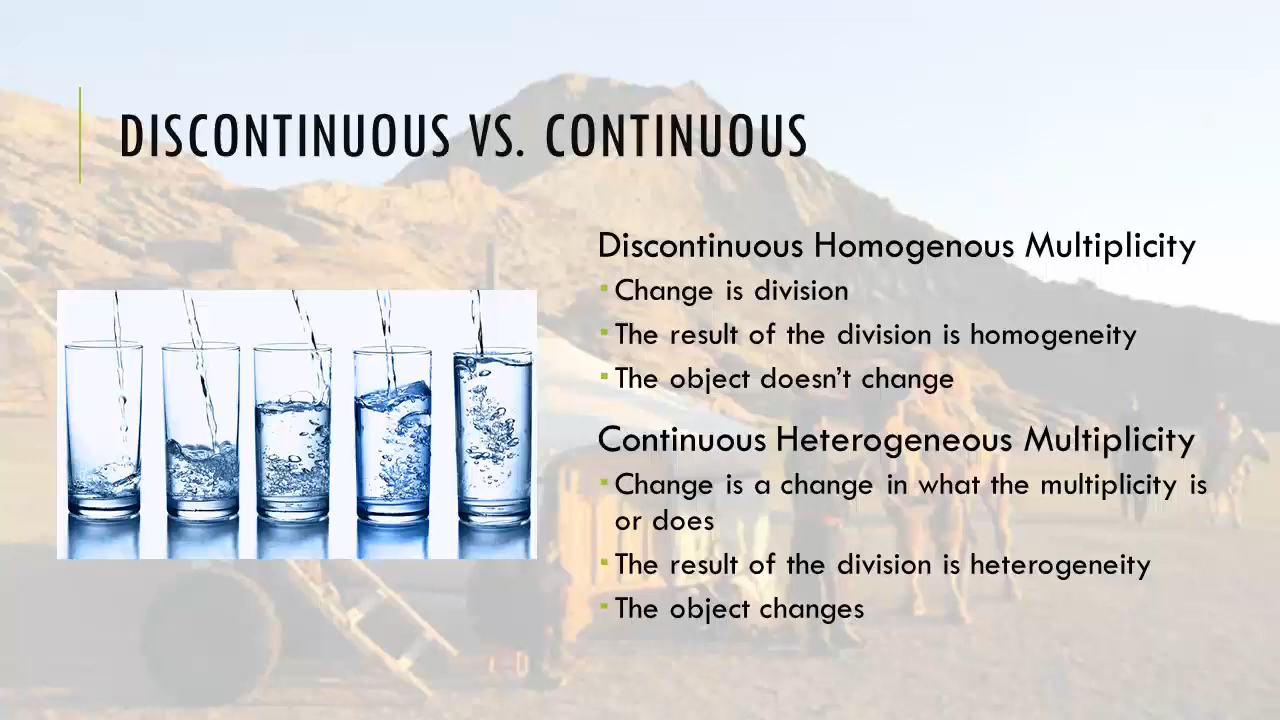 DISCONTINUOUS VS. CONTINUOUS
Discontinuous Homogenous Multiplicity
Change is division
The result of the division is homogeneity
The object doesn’t change
Continuous Heterogeneous Multiplicity
Change is a change in what the multiplicity is
or does
The result of the division is heterogeneity
The object changes